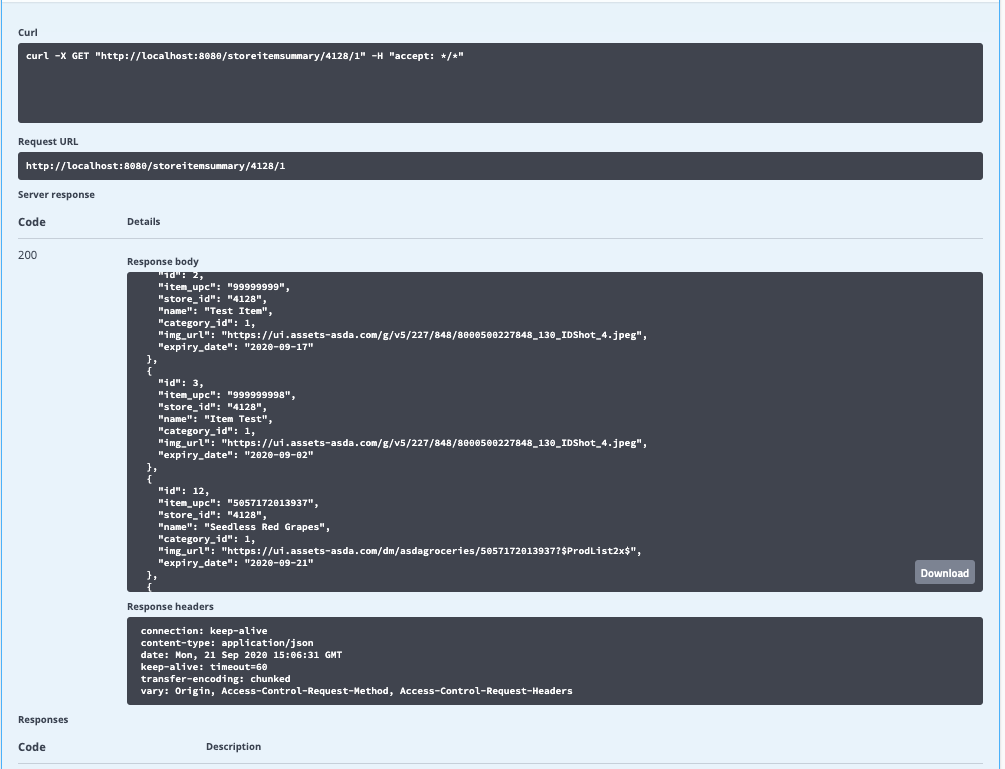 Curl
curl -X GET "http://localhost:8080/storeitemsummary/4128/1" -H "accept: */*"
Request URL
http://localhost:8080/storeitemsummary/4128/1
Server response
Code Details
200
Response body
"id": 2,
"item_upc": "99999999",
"store_id": "4128",
"name": "Test Item",
"category_id": 1,
"img_url": "https://ui.assets-asda.com/g/v5/227/848/8000500227848_130_IDShot_4.jpeg",
"expiry_date": "2020-09-17"
},
{
"id": 3,
"item_upc": "999999998",
"store_id": "4128",
"name": "Item Test",
"category_id": 1,
"img_url": "https://ui.assets-asda.com/g/v5/227/848/8000500227848_130_IDShot_4.jpeg",
"expiry_date": "2020-09-02"
},
{
"id": 12,
"item_upc": "5057172013937",
"store_id": "4128",
"name": "Seedless Red Grapes",
"category_id": 1,
"img_url": "https://ui.assets-asda.com/dm/asdagroceries/5057172013937?$ProdList2x$",
"expiry_date": "2020-09-21"
},
{
Download
Response headers
connection: keep-alive
content-type: application/json
date: Mon, 21 Sep 2020 15:06:31 GMT
keep-alive: timeout=60
transfer-encoding: chunked
vary: Origin, Access-Control-Request-Method, Access-Control-Request-Headers
Responses
Code Description